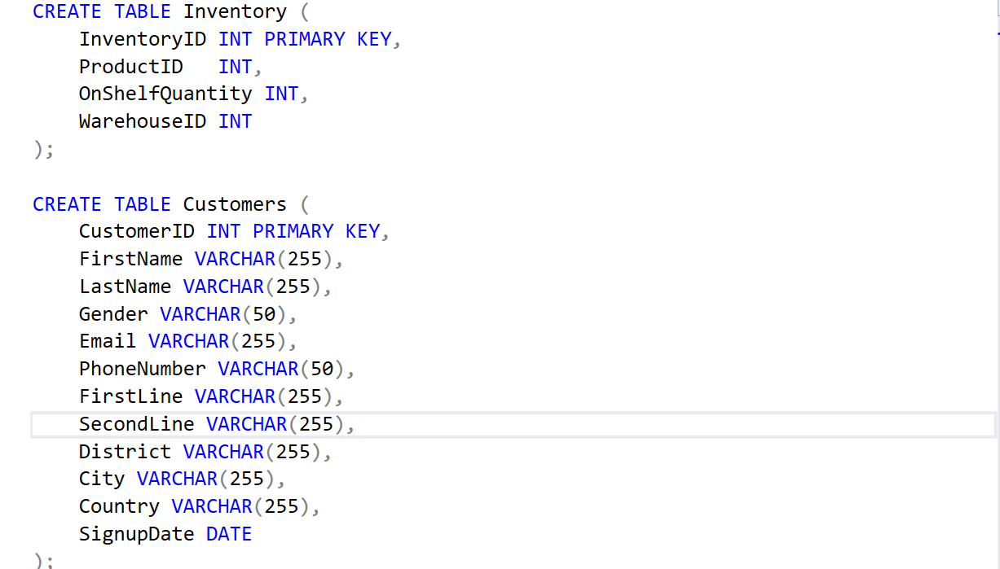 CREATE TABLE Inventory (
    InventoryID INT PRIMARY KEY,
    ProductID   INT,
    OnShelfQuantity INT,
    WarehouseID INT
);

CREATE TABLE Customers (
    CustomerID INT PRIMARY KEY,
    FirstName VARCHAR(255),
    LastName VARCHAR(255),
    Gender VARCHAR(50),
    Email VARCHAR(255),
    PhoneNumber VARCHAR(50),
    FirstLine VARCHAR(255),
    SecondLine VARCHAR(255),
    District VARCHAR(255),
    City VARCHAR(255),
    Country VARCHAR(255),
    SignupDate DATE
);